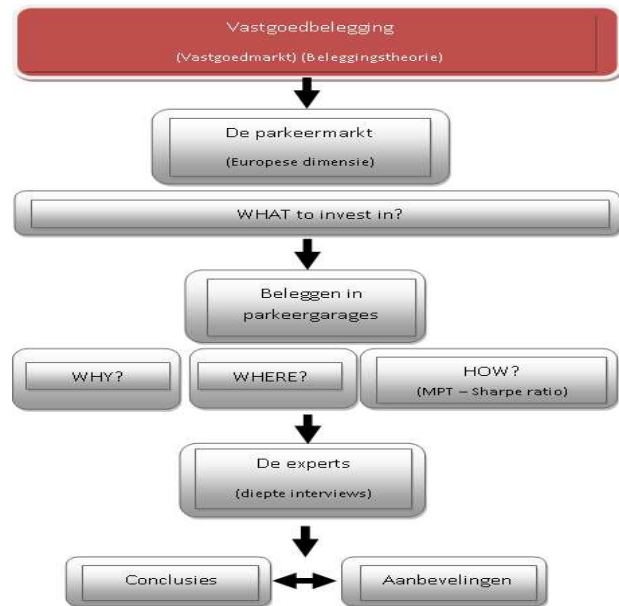 Vastgoedbelegging
(Vastgoedmarkt) (Beleggingstheorie)
De parkeermarkt
(Europese dimensie)
WHAT to invest in?
Beleggen in
parkeergarages
WHY?
WHERE?
HOW?
(MPT – Sharpe ratio)
De experts
(diepte interviews)
Conclusies
Aanbevelingen